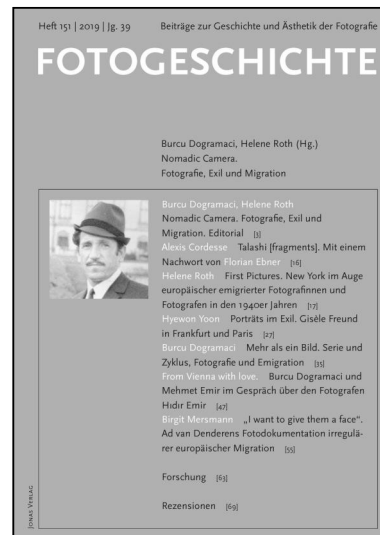 Heft 151 | 2019 | Jg. 39 Beiträge zur Geschichte und Ästhetik der Fotografie
FOTOGESCHICHTE
Burcu Dogramaci, Helene Roth (Hg.)
Nomadic Camera.
Fotografie, Exil und Migration
Burcu Dogramaci, Helene Roth
Nomadic Camera. Fotografie, Exil und
Migration. Editorial [3]
Alexis Cordesse Talashi [fragments]. Mit einem
Nachwort von Florian Ebner [16]
Helene Roth First Pictures. New York im Auge
europäischer emigrierter Fotografinnen und
Fotografen in den 1940er Jahren [17]
Hyewon Yoon Porträts im Exil. Gisèle Freund
in Frankfurt und Paris [27]
Burcu Dogramaci Mehr als ein Bild. Serie und
Zyklus, Fotografie und Emigration [35]
From Vienna with love. Burcu Dogramaci und
Mehmet Emir im Gespräch über den Fotografen
Hıdır Emir [47]
Birgit Mersmann „I want to give them a face“.
Ad van Denderens Fotodokumentation irregulä-
rer europäischer Migration [55]
Forschung [63]
Rezensionen [69]
JONAS VERLAG